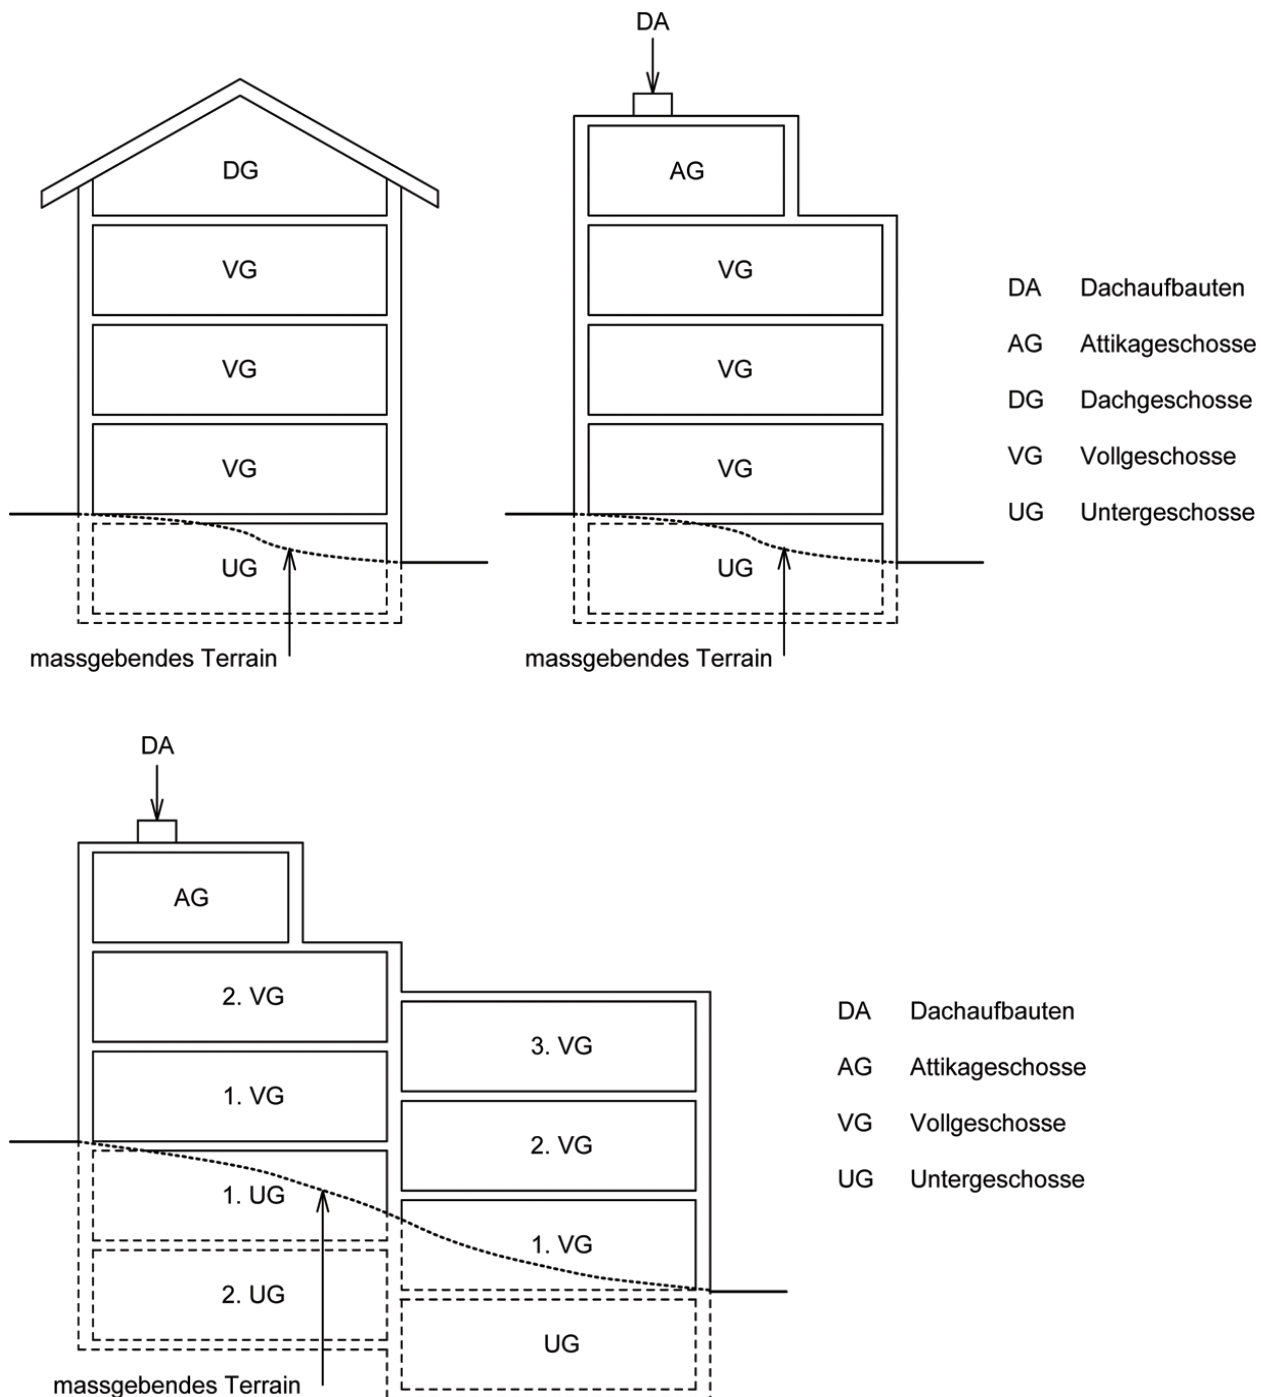 DA
DG
AG
VG
VG
VG
VG
VG
VG
UG
UG
massgebendes Terrain
massgebendes Terrain
DA Dachaufbauten
AG Attikageschosse
DG Dachgeschosse
VG Vollgeschosse
UG Untergeschosse
DA
AG
2. VG
1. VG
1. UG
2. UG
3. VG
2. VG
1. VG
UG
massgebendes Terrain
DA Dachaufbauten
AG Attikageschosse
VG Vollgeschosse
UG Untergeschosse